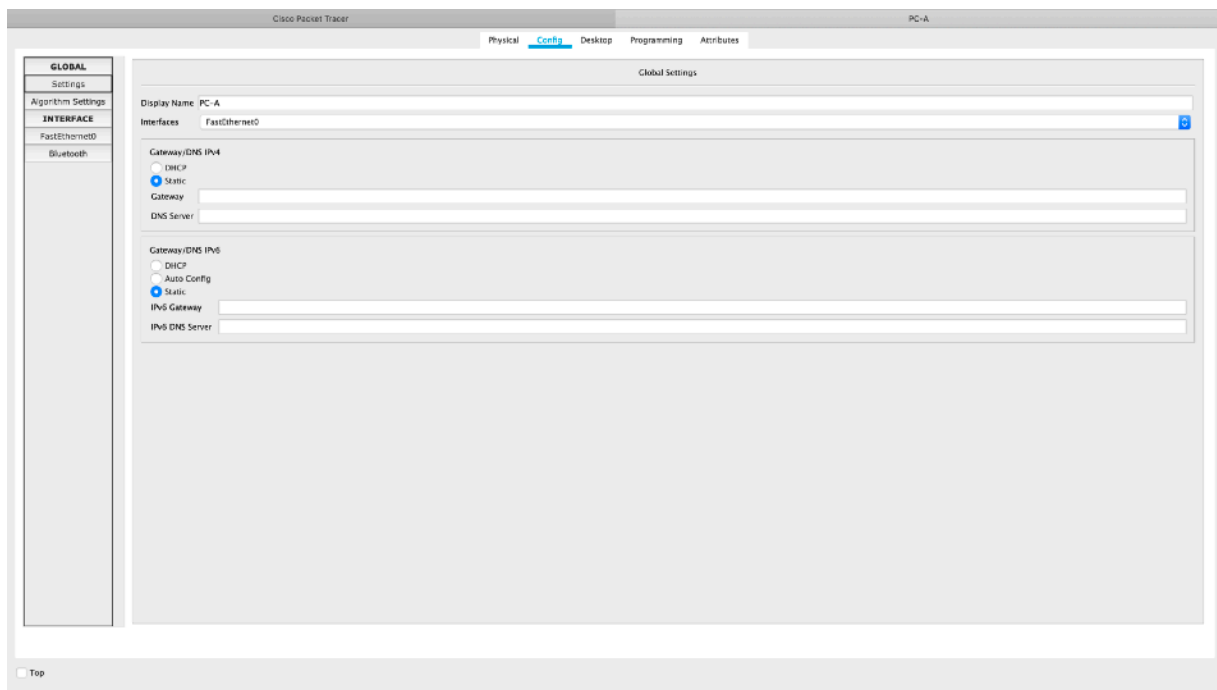 Cisco Packet Tracer PC-A
Physical Config Desktop Programming Attributes
GLOBAL
Settings
Algorithm Settings
INTERFACE
FastEthernet0
Bluetooth
Global Settings
Display Name PC-A
Interfaces FastEthernet0
Gateway/DNS IPv4
DHCP
Static
Gateway
DNS Server
Gateway/DNS IPv6
DHCP
Auto Config
Static
IPv6 Gateway
IPv6 DNS Server
Top